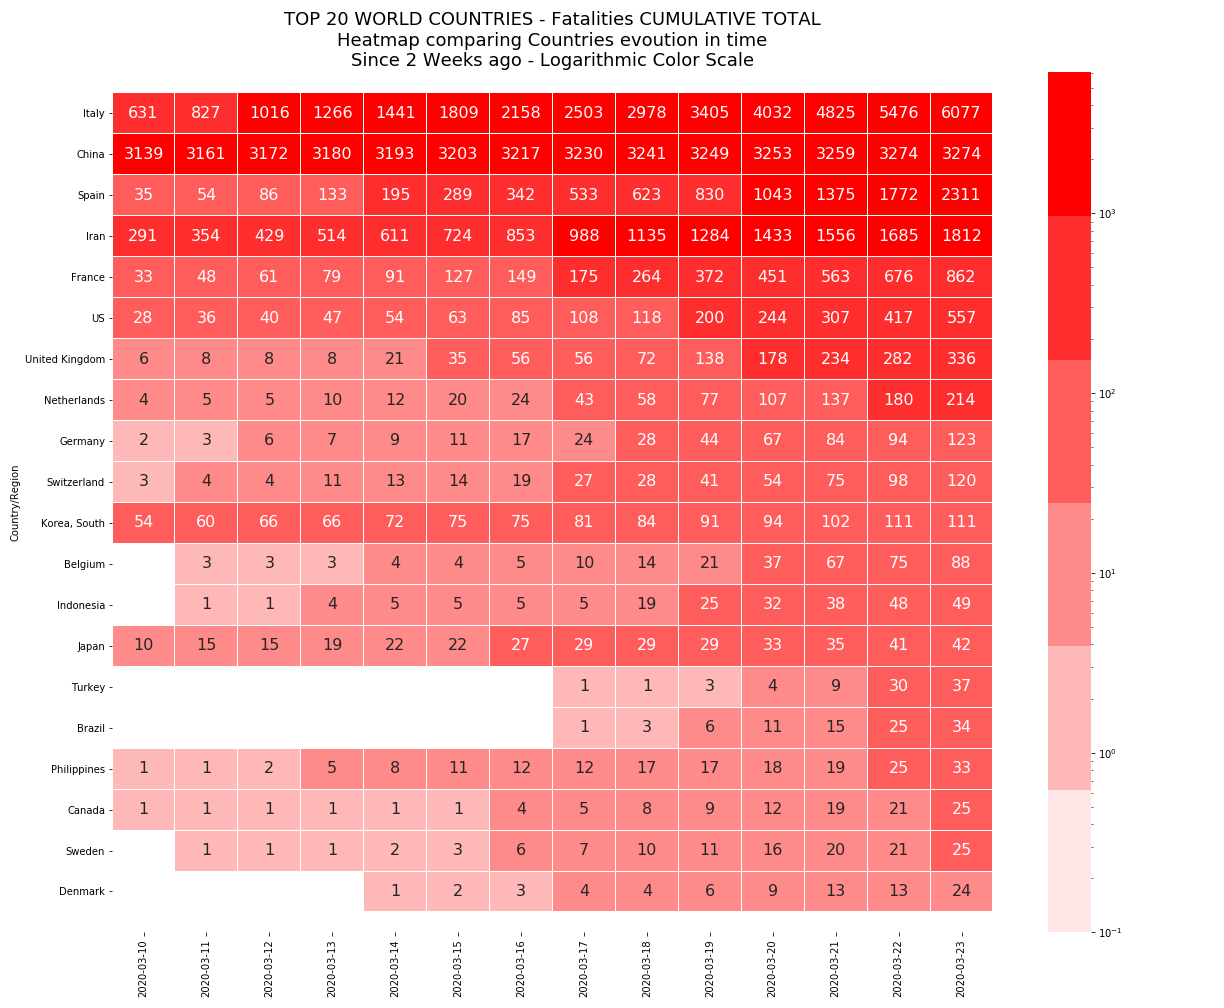 TOP 20 WORLD COUNTRIES - Fatalities CUMULATIVE TOTAL
Heatmap comparing Countries evoution in time
Since 2 Weeks ago - Logarithmic Color Scale
Country/Region
Italy 631 827 1016 1266 1441 1809 2158 2503 2978 3405 4032 4825 5476 6077
China 3139 3161 3172 3180 3193 3203 3217 3230 3241 3249 3253 3259 3274 3274
Spain 35 54 86 133 195 289 342 533 623 830 1043 1375 1772 2311
Iran 291 354 429 514 611 724 853 988 1135 1284 1433 1556 1685 1812
France 33 48 61 79 91 127 149 175 264 372 451 563 676 862
US 28 36 40 47 54 63 85 108 118 200 244 307 417 557
United Kingdom 6 8 8 8 21 35 56 56 72 138 178 234 282 336
Netherlands 4 5 5 10 12 20 24 43 58 77 107 137 180 214
Germany 2 3 6 7 9 11 17 24 28 44 67 84 94 123
Switzerland 3 4 4 11 13 14 19 27 28 41 54 75 98 120
Korea, South 54 60 66 66 72 75 75 81 84 91 94 102 111 111
Belgium 3 3 3 4 4 5 10 14 21 37 67 75 88
Indonesia 1 1 4 5 5 5 5 19 25 32 38 48 49
Japan 10 15 15 19 22 22 27 29 29 29 33 35 41 42
Turkey 1 1 3 4 9 30 37
Brazil 1 3 6 11 15 25 34
Philippines 1 1 2 5 8 11 12 12 17 17 18 19 25 33
Canada 1 1 1 1 1 1 4 5 8 9 12 19 21 25
Sweden 1 1 1 2 3 6 7 10 11 16 20 21 25
Denmark 1 2 3 4 4 6 9 13 13 24
2020-03-10 2020-03-11 2020-03-12 2020-03-13 2020-03-14 2020-03-15 2020-03-16 2020-03-17 2020-03-18 2020-03-19 2020-03-20 2020-03-21 2020-03-22 2020-03-23
10³
10²
10¹
10⁰
10⁻¹